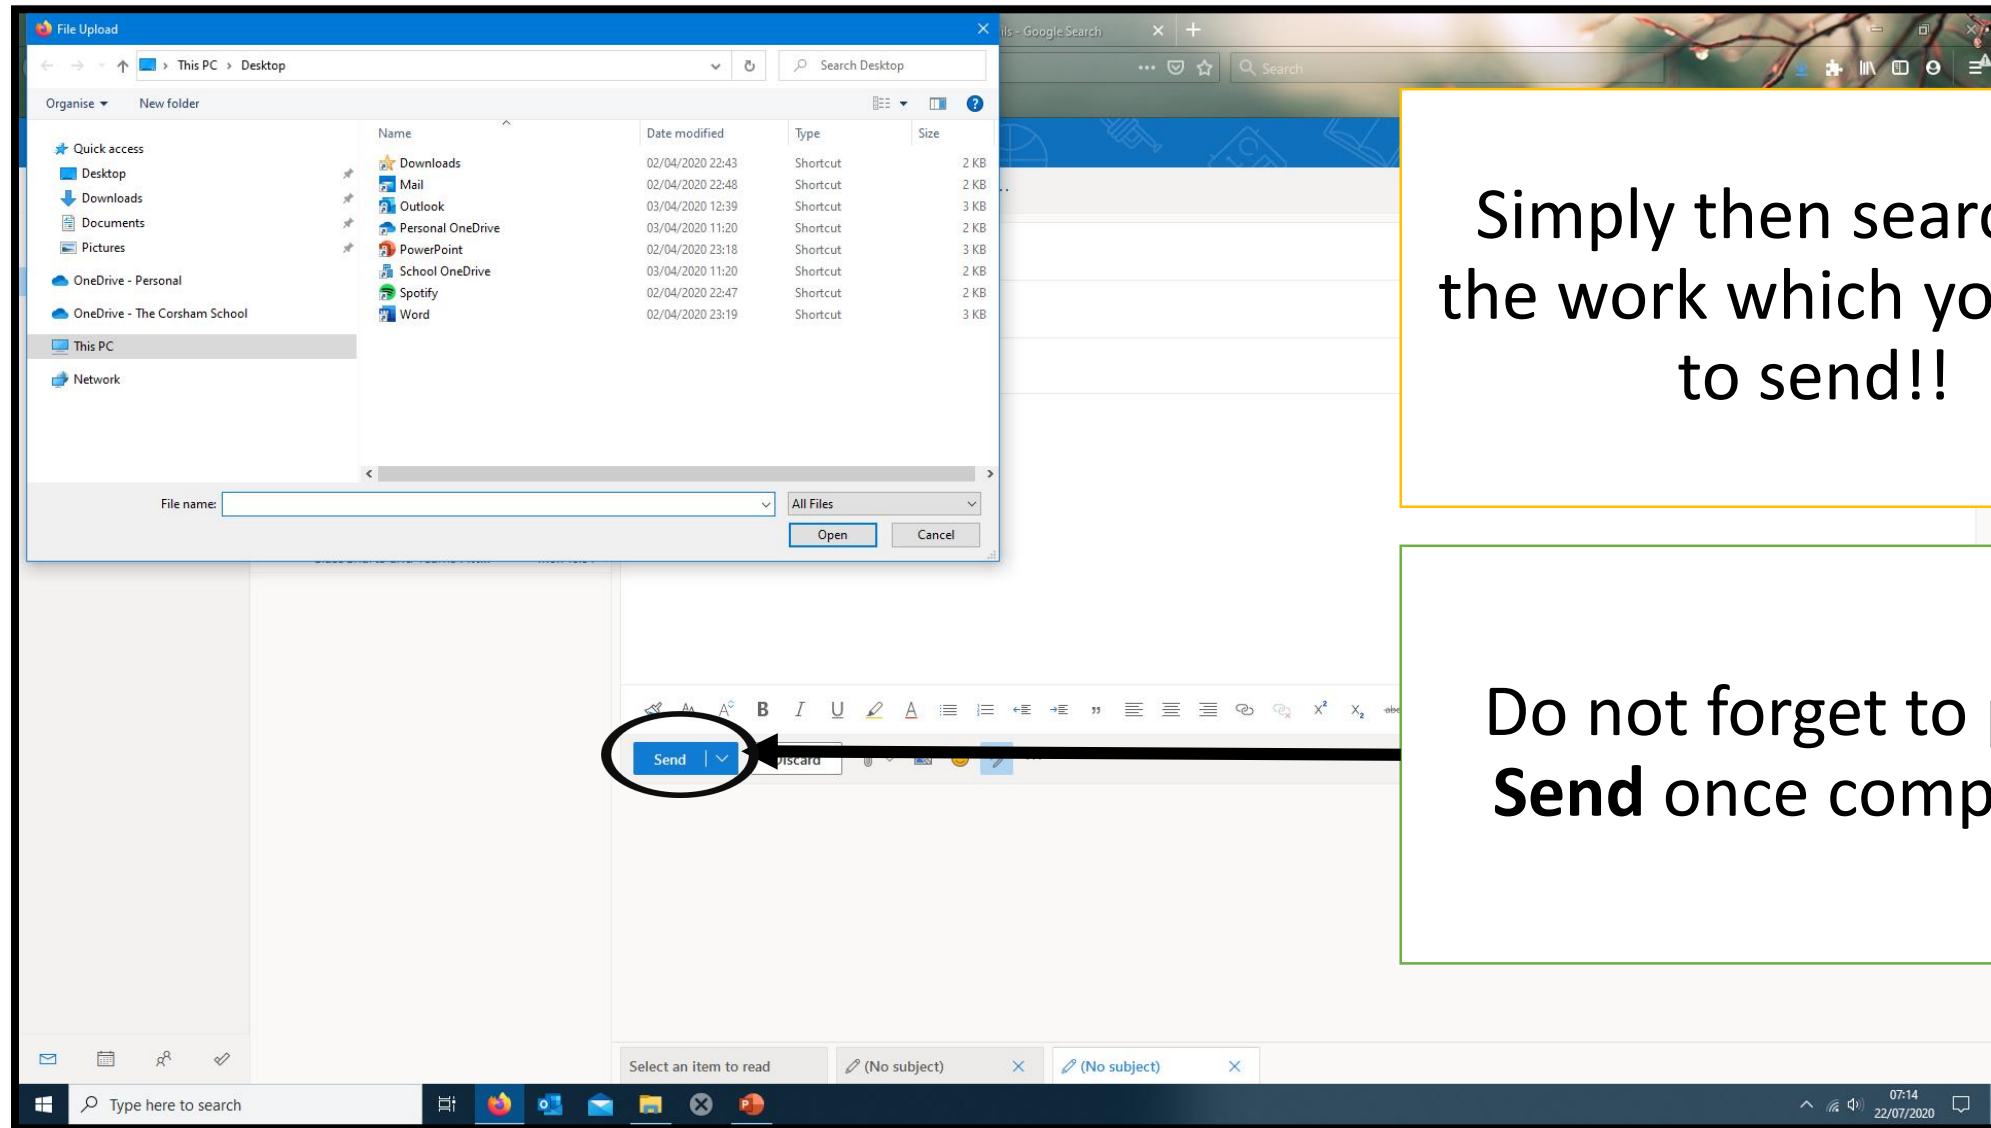 File Upload
ils - Google Search
This PC > Desktop
Search Desktop
Search
Organise
New folder
Name Date modified Type Size
Quick access
Desktop
Downloads
Documents
Pictures
OneDrive - Personal
OneDrive - The Corsham School
This PC
Network
Downloads 02/04/2020 22:43 Shortcut 2 KB
Mail 02/04/2020 22:48 Shortcut 2 KB
Outlook 03/04/2020 12:39 Shortcut 3 KB
Personal OneDrive 03/04/2020 11:20 Shortcut 2 KB
PowerPoint 02/04/2020 23:18 Shortcut 3 KB
School OneDrive 03/04/2020 11:20 Shortcut 2 KB
Spotify 02/04/2020 22:47 Shortcut 2 KB
Word 02/04/2020 23:19 Shortcut 3 KB
File name:
All Files
Open Cancel
Simply then searc
the work which yo
to send!!
Do not forget to
Send once comp
Send
Discard
Select an item to read
(No subject)
(No subject)
Type here to search
07:14
22/07/2020